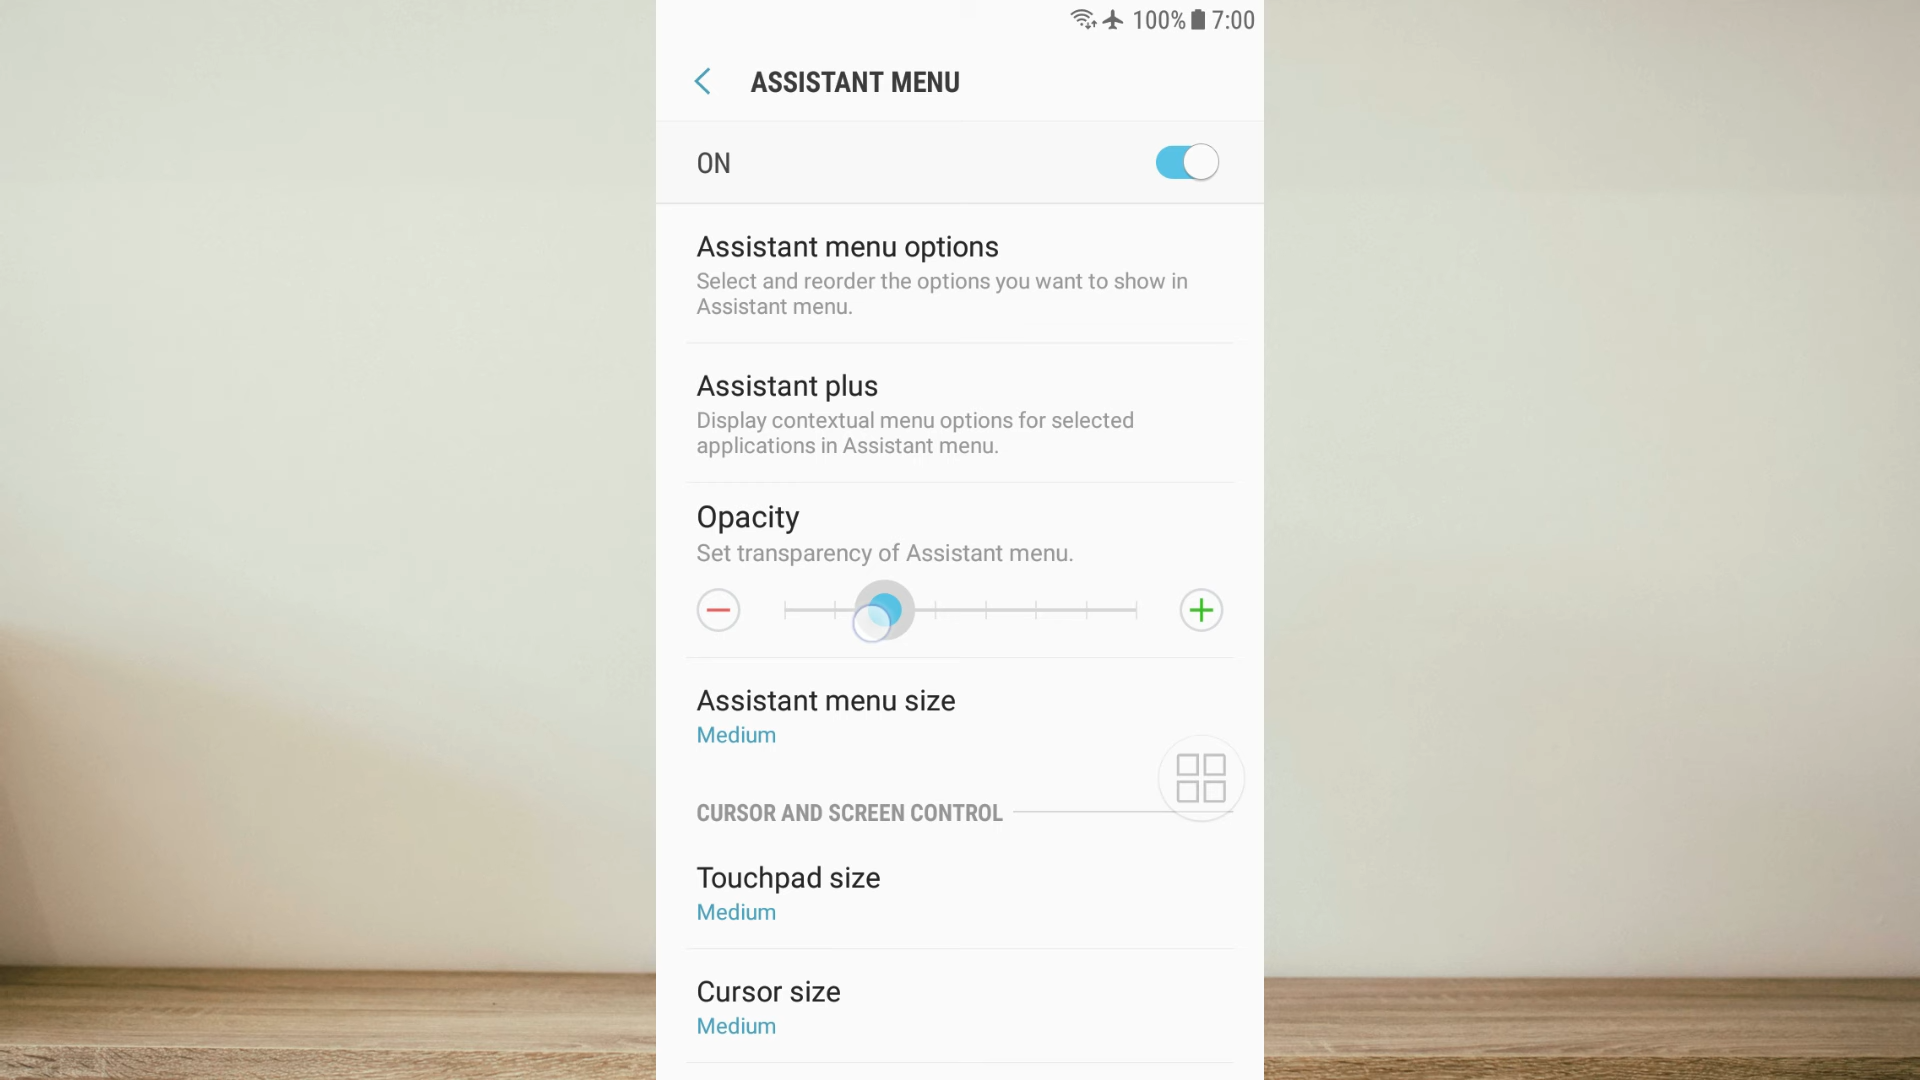 100% 7:00
ASSISTANT MENU
ON
Assistant menu options
Select and reorder the options you want to show in
Assistant menu.
Assistant plus
Display contextual menu options for selected
applications in Assistant menu.
Opacity
Set transparency of Assistant menu.
Assistant menu size
Medium
CURSOR AND SCREEN CONTROL
Touchpad size
Medium
Cursor size
Medium